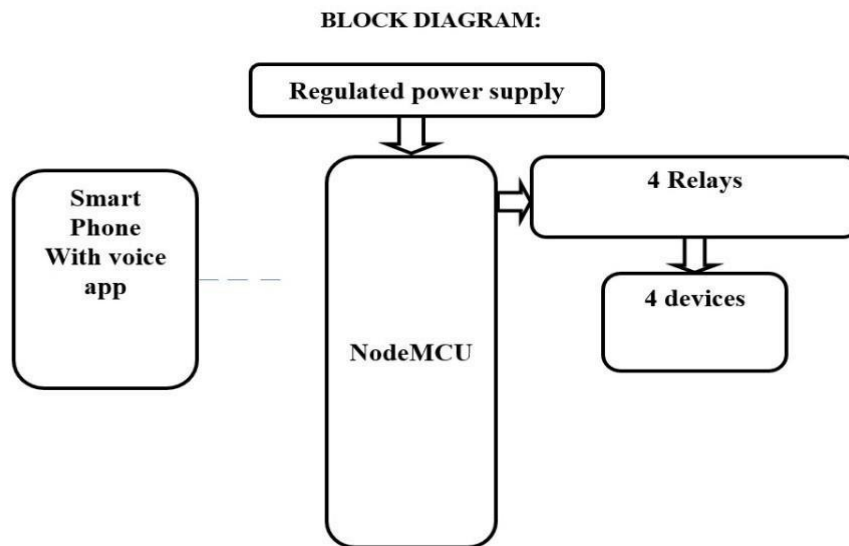 BLOCK DIAGRAM:
Regulated power supply
Smart
Phone
With voice
app
NodeMCU
4 Relays
4 devices